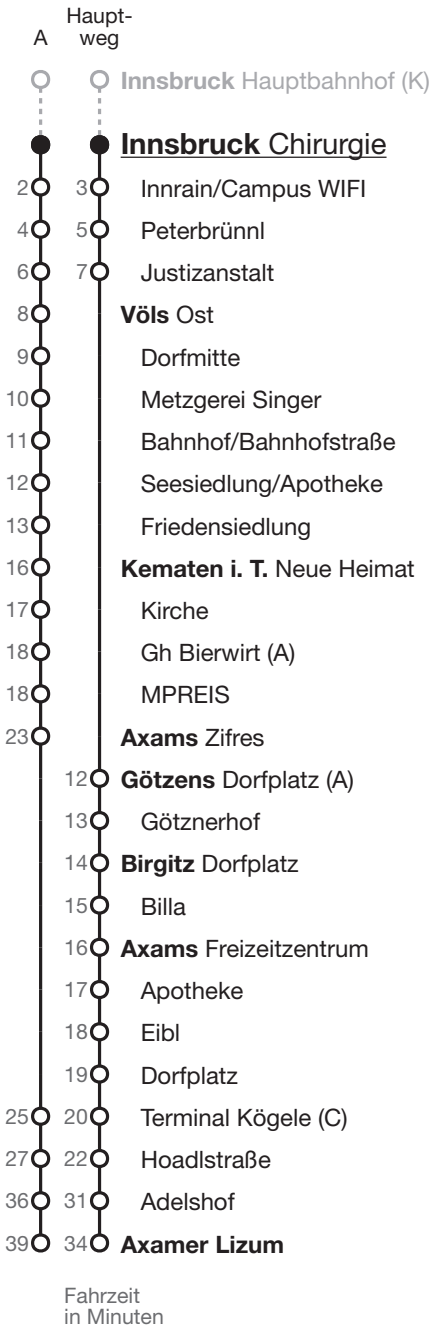 A Haupt-
weg
Innsbruck Hauptbahnhof (K)
Innsbruck Chirurgie
2 3 Innrain/Campus WIFI
4 5 Peterbrünnl
6 7 Justizanstalt
8 Völs Ost
9 Dorfmitte
10 Metzgerei Singer
11 Bahnhof/Bahnhofstraße
12 Seesiedlung/Apotheke
13 Friedensiedlung
16 Kematen i. T. Neue Heimat
17 Kirche
18 Gh Bierwirt (A)
18 MPREIS
23 Axams Zifres
12 Götzens Dorfplatz (A)
13 Götznerhof
14 Birgitz Dorfplatz
15 Billa
16 Axams Freizeitzentrum
17 Apotheke
18 Eibl
19 Dorfplatz
25 20 Terminal Kögele (C)
27 22 Hoadlstraße
36 31 Adelshof
39 34 Axamer Lizum
Fahrzeit
in Minuten